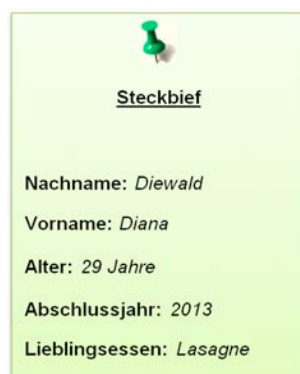 Steckbief
Nachname: Diewald
Vorname: Diana
Alter: 29 Jahre
Abschlussjahr: 2013
Lieblingsessen: Lasagne